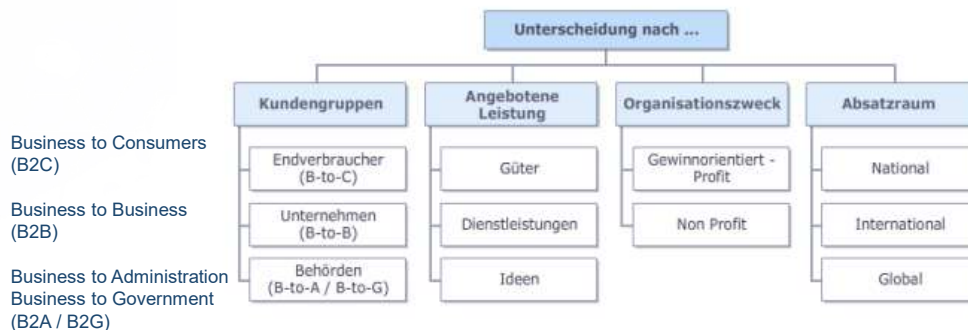 Unterscheidung nach ...
Kundengruppen
Angebotene
Leistung
Organisationszweck
Absatzraum
Business to Consumers
(B2C)
Endverbraucher
(B-to-C)
Güter
Gewinnorientiert -
Profit
National
Business to Business
(B2B)
Unternehmen
(B-to-B)
Dienstleistungen
Non Profit
International
Business to Administration
Business to Government
(B2A / B2G)
Behörden
(B-to-A / B-to-G)
Ideen
Global